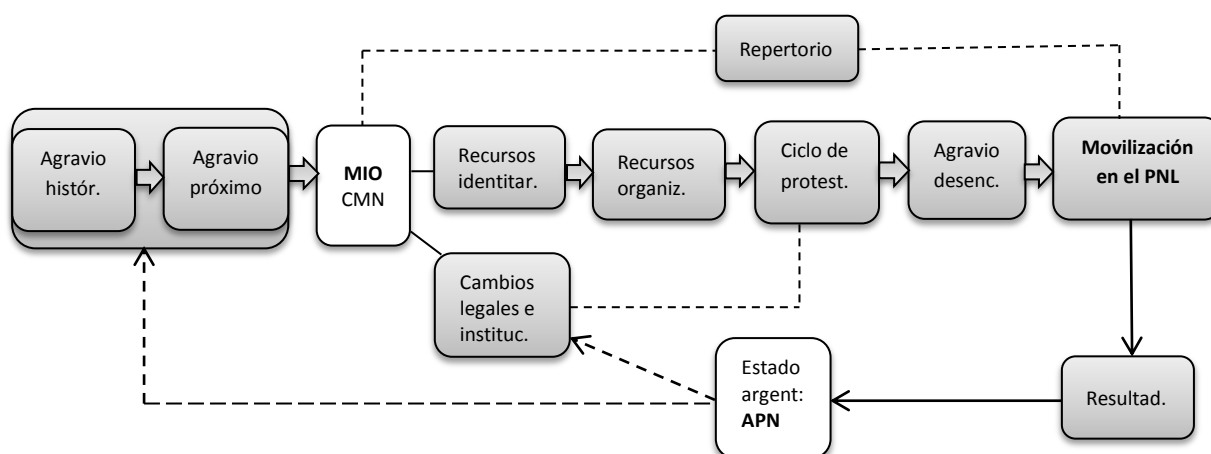 Repertorio
Agravio
histór.
Agravio
próximo
MIO
CMN
Recursos
identitar.
Recursos
organiz.
Ciclo de
protest.
Agravio
desenc.
Movilización
en el PNL
Cambios
legales e
instituc.
Estado
argent:
APN
Resultad.